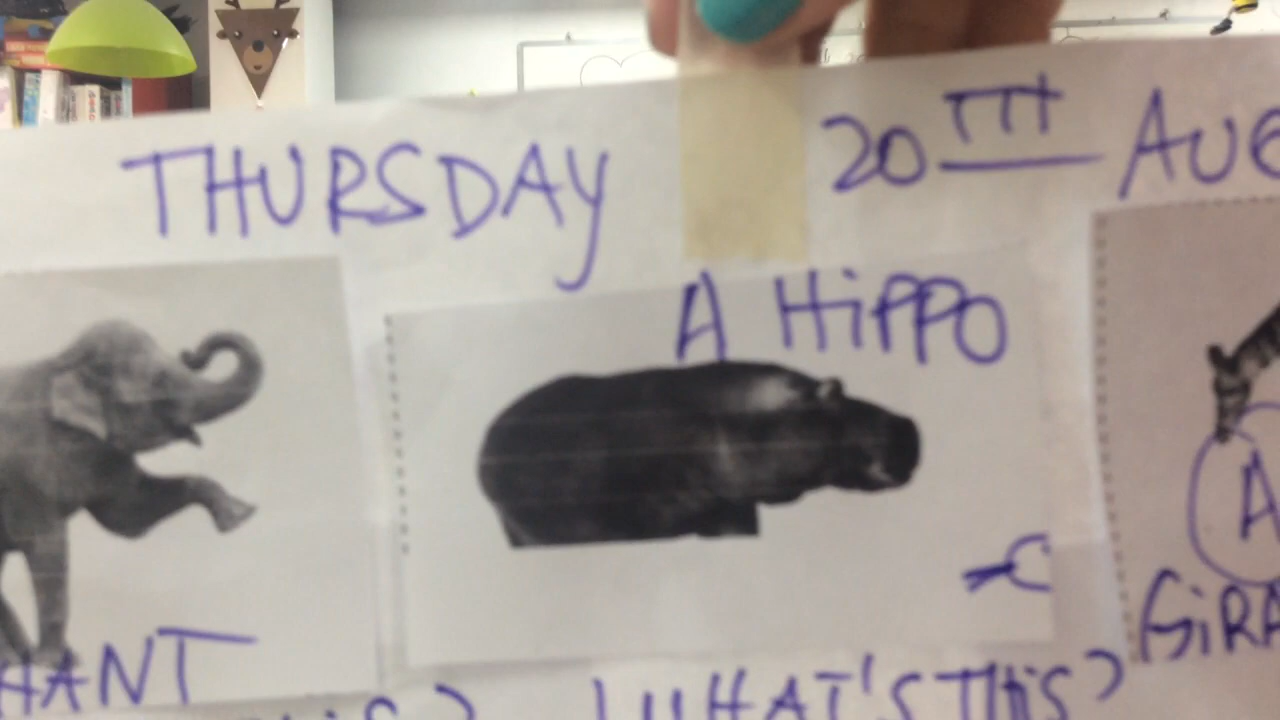 THURSDAY 20TH AUG
A HiPPO
A
GiRA
HANT
WHAT'S THiS?